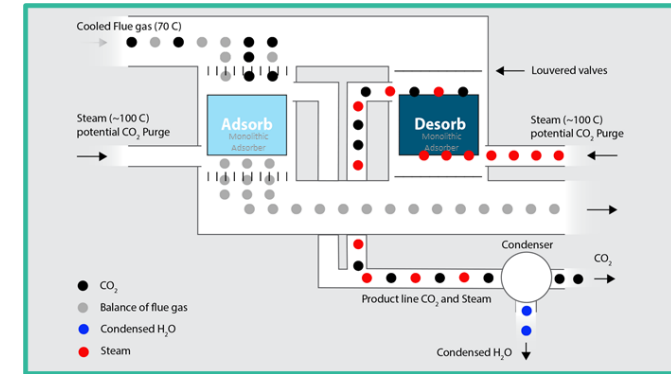 Cooled Flue gas (70 C)
Louvered valves
Steam (~100 C)
potential CO₂ Purge
Adsorb
Monolithic
Adsorber
Desorb
Monolithic
Adsorber
Steam (~100 C)
potential CO₂ Purge
Condenser
CO₂
CO₂
Balance of flue gas
Condensed H₂O
Steam
Product line CO₂ and Steam
Condensed H₂O